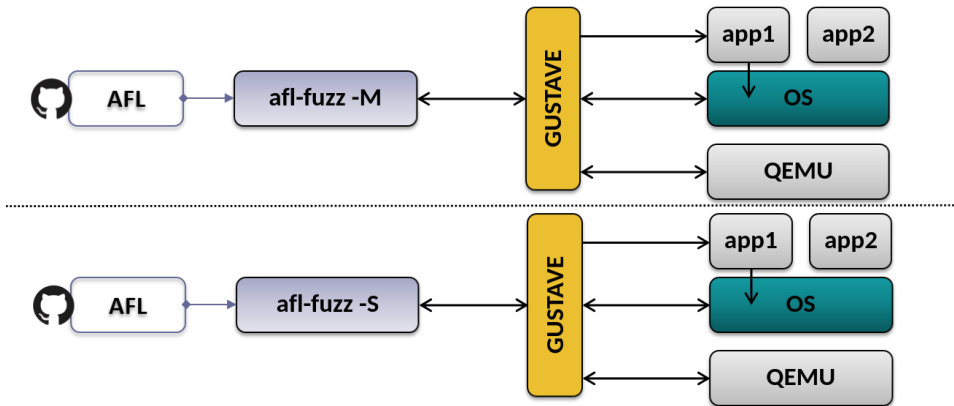 AFL
afl-fuzz -M
GUSTAVE
app1
app2
OS
QEMU
AFL
afl-fuzz -S
GUSTAVE
app1
app2
OS
QEMU